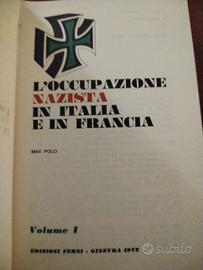 L'OCCUPAZIONE
NAZISTA
IN ITALIA
E IN FRANCIA
MAX POLO
Volume I
EDIZIONI FERNI - GINEVRA 1972
subito